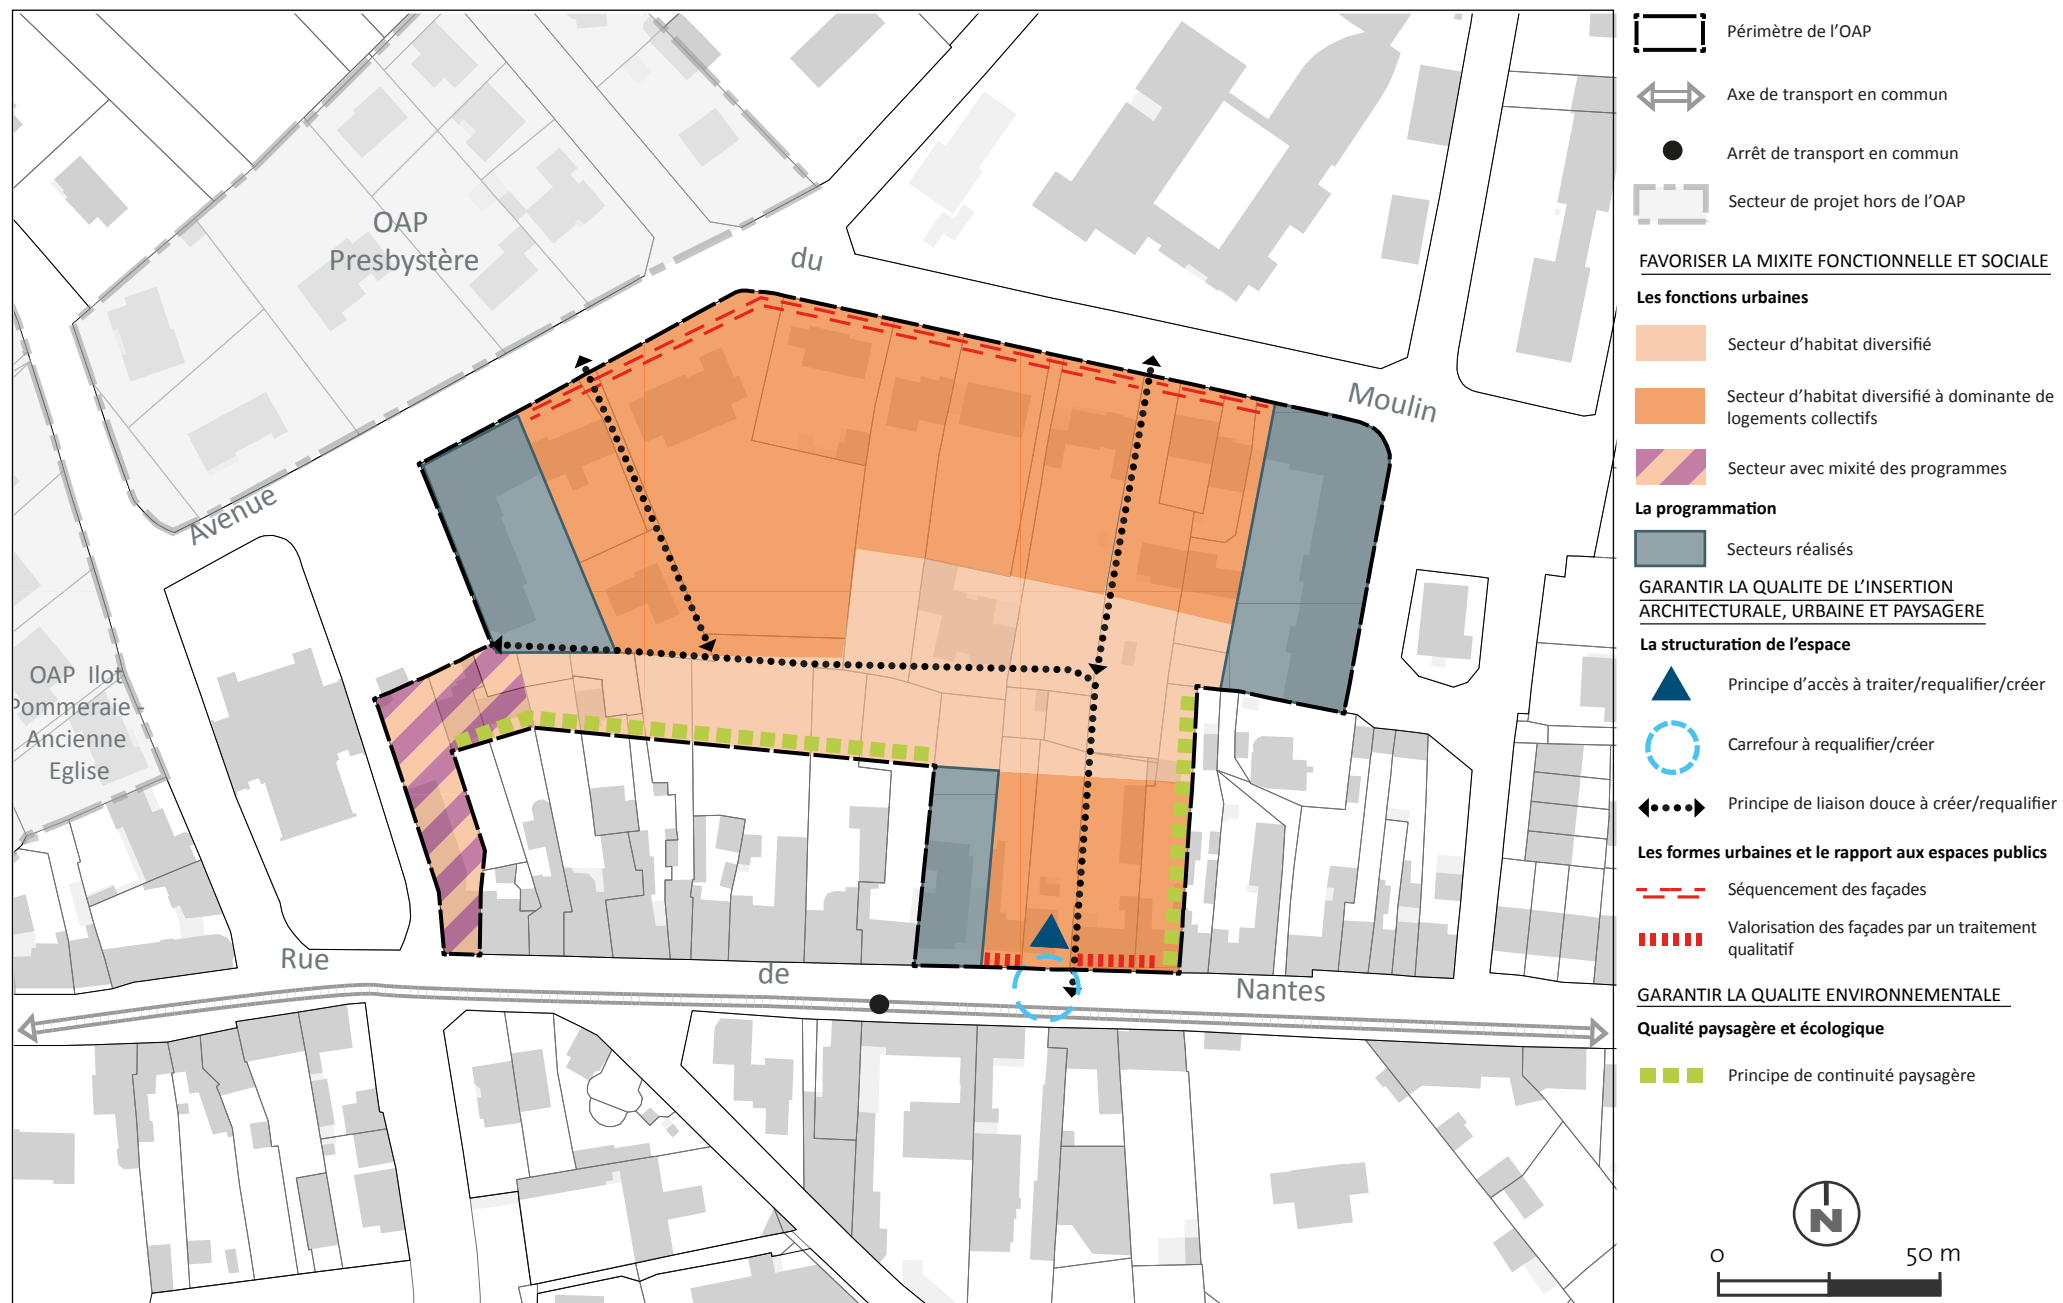 OAP
Presbystère
du
Moulin
Avenue
OAP Ilot
Pommeraie -
Ancienne
Eglise
Rue
de
Nantes
Périmètre de l'OAP
Axe de transport en commun
Arrêt de transport en commun
Secteur de projet hors de l'OAP
FAVORISER LA MIXITE FONCTIONNELLE ET SOCIALE
Les fonctions urbaines
Secteur d'habitat diversifié
Secteur d'habitat diversifié à dominante de
logements collectifs
Secteur avec mixité des programmes
La programmation
Secteurs réalisés
GARANTIR LA QUALITE DE L'INSERTION
ARCHITECTURALE, URBAINE ET PAYSAGERE
La structuration de l'espace
Principe d'accès à traiter/requalifier/créer
Carrefour à requalifier/créer
Principe de liaison douce à créer/requalifier
Les formes urbaines et le rapport aux espaces publics
Séquencement des façades
Valorisation des façades par un traitement
qualitatif
GARANTIR LA QUALITE ENVIRONNEMENTALE
Qualité paysagère et écologique
Principe de continuité paysagère
N
0 50 m